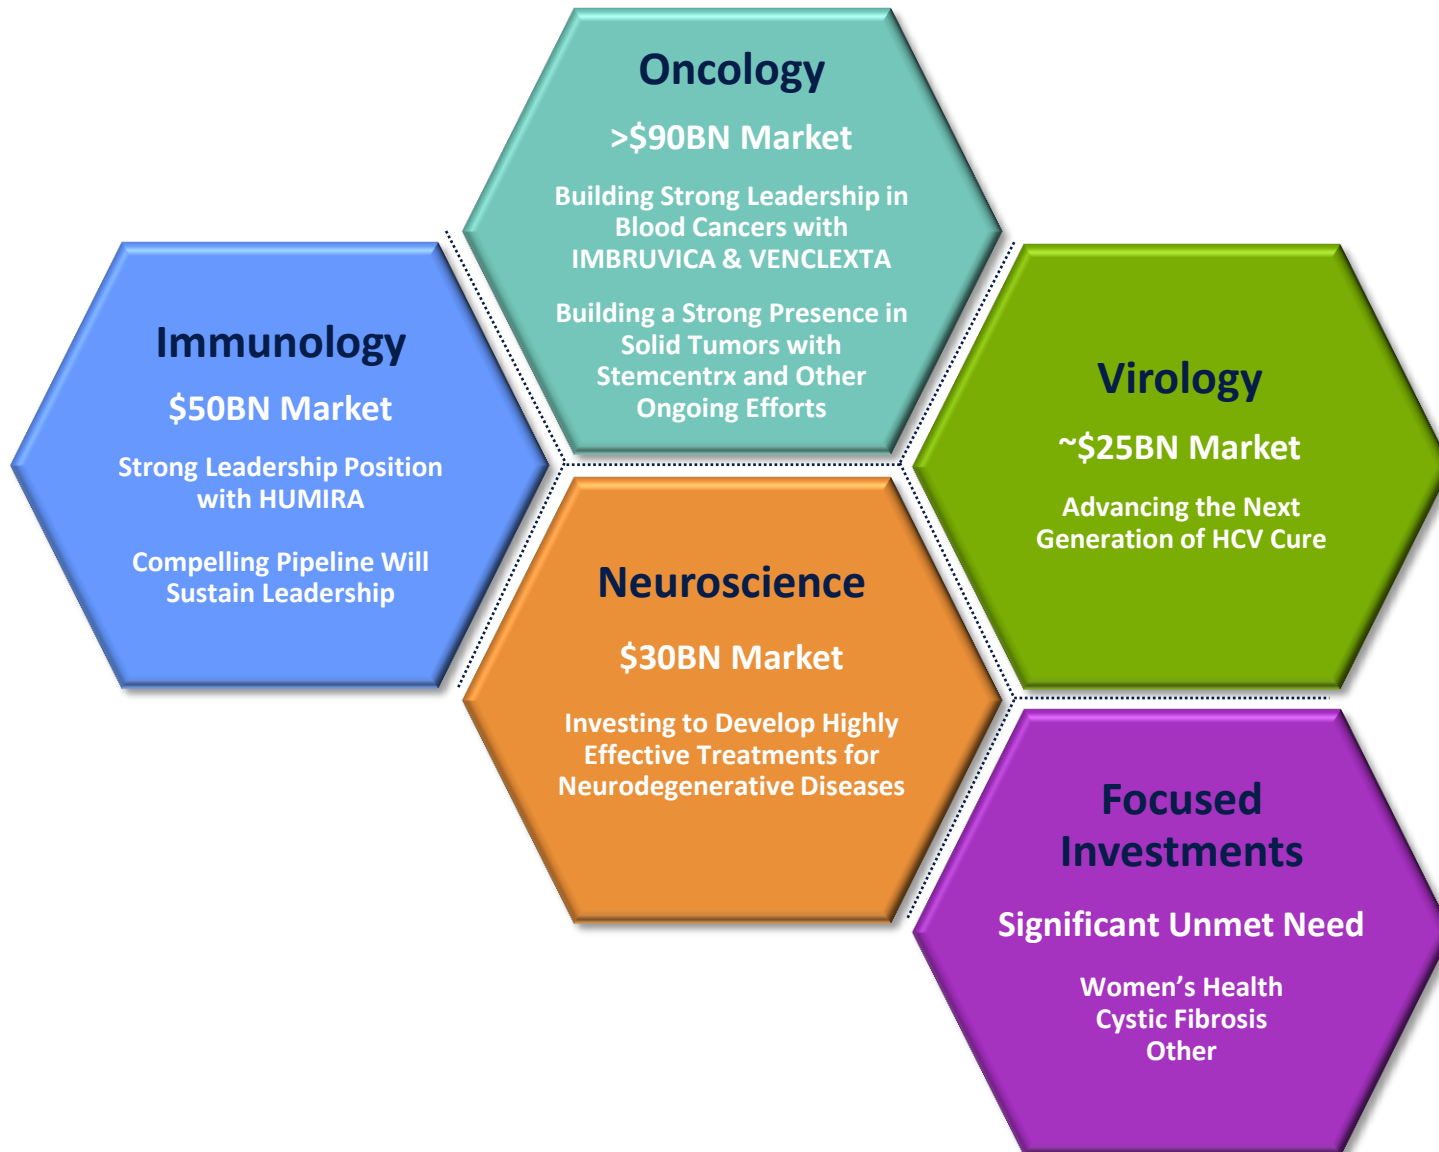 Oncology
>$90BN Market
Building Strong Leadership in
Blood Cancers with
IMBRUVICA & VENCLEXTA
Building a Strong Presence in
Solid Tumors with
Stemcentrx and Other
Ongoing Efforts
Immunology
$50BN Market
Strong Leadership Position
with HUMIRA
Compelling Pipeline Will
Sustain Leadership
Virology
~$25BN Market
Advancing the Next
Generation of HCV Cure
Neuroscience
$30BN Market
Investing to Develop Highly
Effective Treatments for
Neurodegenerative Diseases
Focused
Investments
Significant Unmet Need
Women’s Health
Cystic Fibrosis
Other